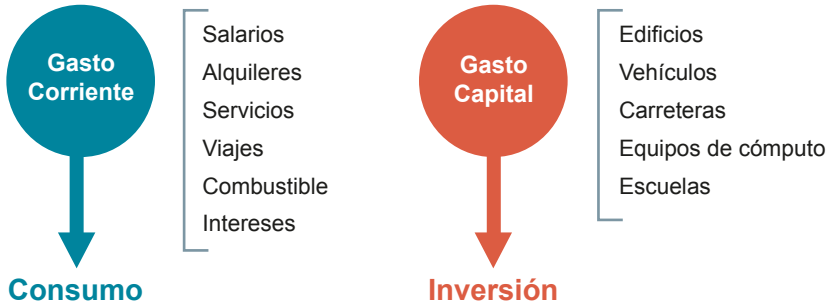 Gasto
Corriente
Salarios
Alquileres
Servicios
Viajes
Combustible
Intereses
Consumo
Gasto
Capital
Edificios
Vehículos
Carreteras
Equipos de cómputo
Escuelas
Inversión